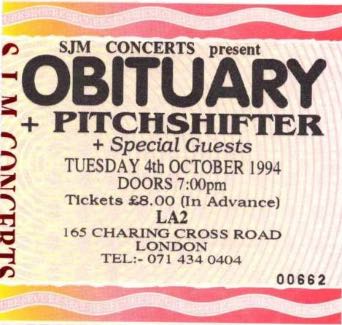 SJM CONCERTS present
OBITUARY
+ PITCHSHIFTER
+ Special Guests
TUESDAY 4th OCTOBER 1994
DOORS 7:00pm
Tickets £8.00 (In Advance)
LA2
165 CHARING CROSS ROAD
LONDON
TEL:- 071 434 0404
00662
SJM CONCERTS